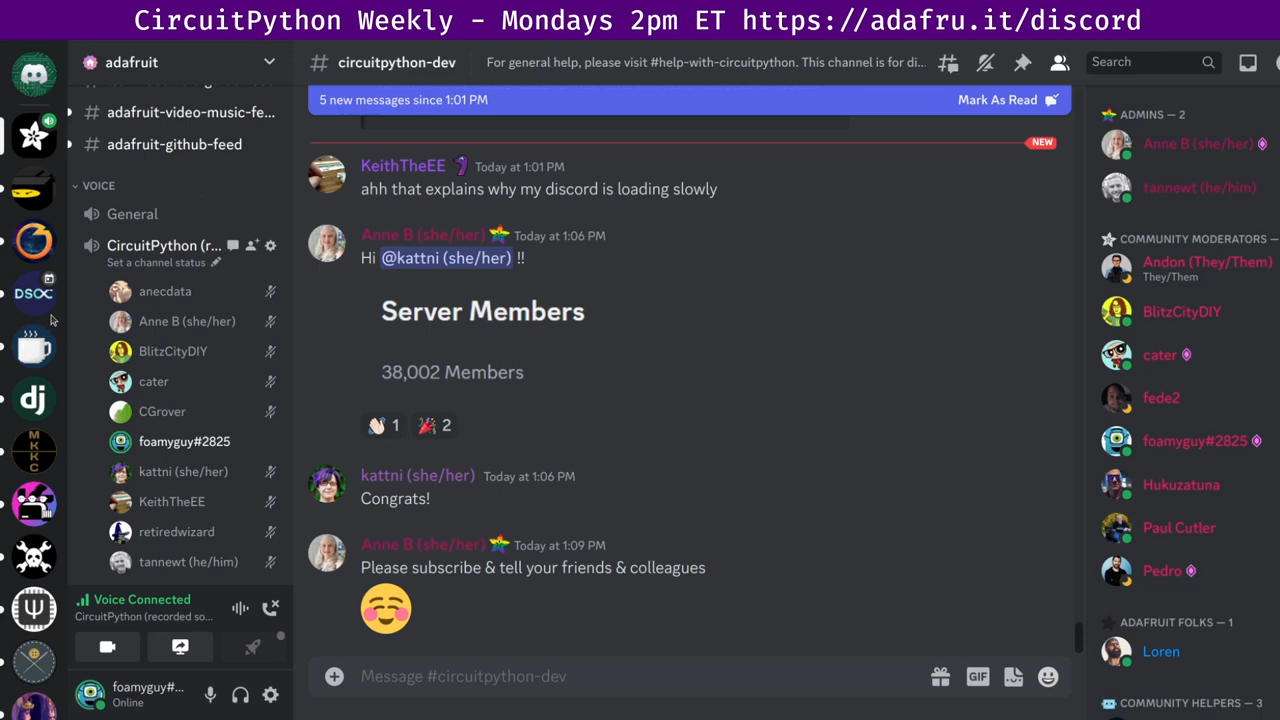 CircuitPython Weekly - Mondays 2pm ET https://adafru.it/discord
adafruit
adafruit-video-music-fe...
adafruit-github-feed
VOICE
General
CircuitPython (r...
Set a channel status
anecdata
Anne B (she/her)
BlitzCityDIY
cater
CGrover
foamyguy#2825
kattni (she/her)
KeithTheEE
retiredwizard
tannewt (he/him)
Voice Connected
CircuitPython (recorded so...
foamyguy#...
Online
DSOC
dj
M
K
K
C
# circuitpython-dev
For general help, please visit #help-with-circuitpython. This channel is for di...
Search
5 new messages since 1:01 PM
Mark As Read
NEW
KeithTheEE Today at 1:01 PM
ahh that explains why my discord is loading slowly
Anne B (she/her) Today at 1:06 PM
Hi @kattni (she/her) !!
Server Members
38,002 Members
1
2
kattni (she/her) Today at 1:06 PM
Congrats!
Anne B (she/her) Today at 1:09 PM
Please subscribe & tell your friends & colleagues
Message #circuitpython-dev
GIF
ADMINS — 2
Anne B (she/her)
tannewt (he/him)
COMMUNITY MODERATORS —
Andon (They/Them)
They/Them
BlitzCityDIY
cater
fede2
foamyguy#2825
Hukuzatuna
Paul Cutler
Pedro
ADAFRUIT FOLKS — 1
Loren
COMMUNITY HELPERS — 3